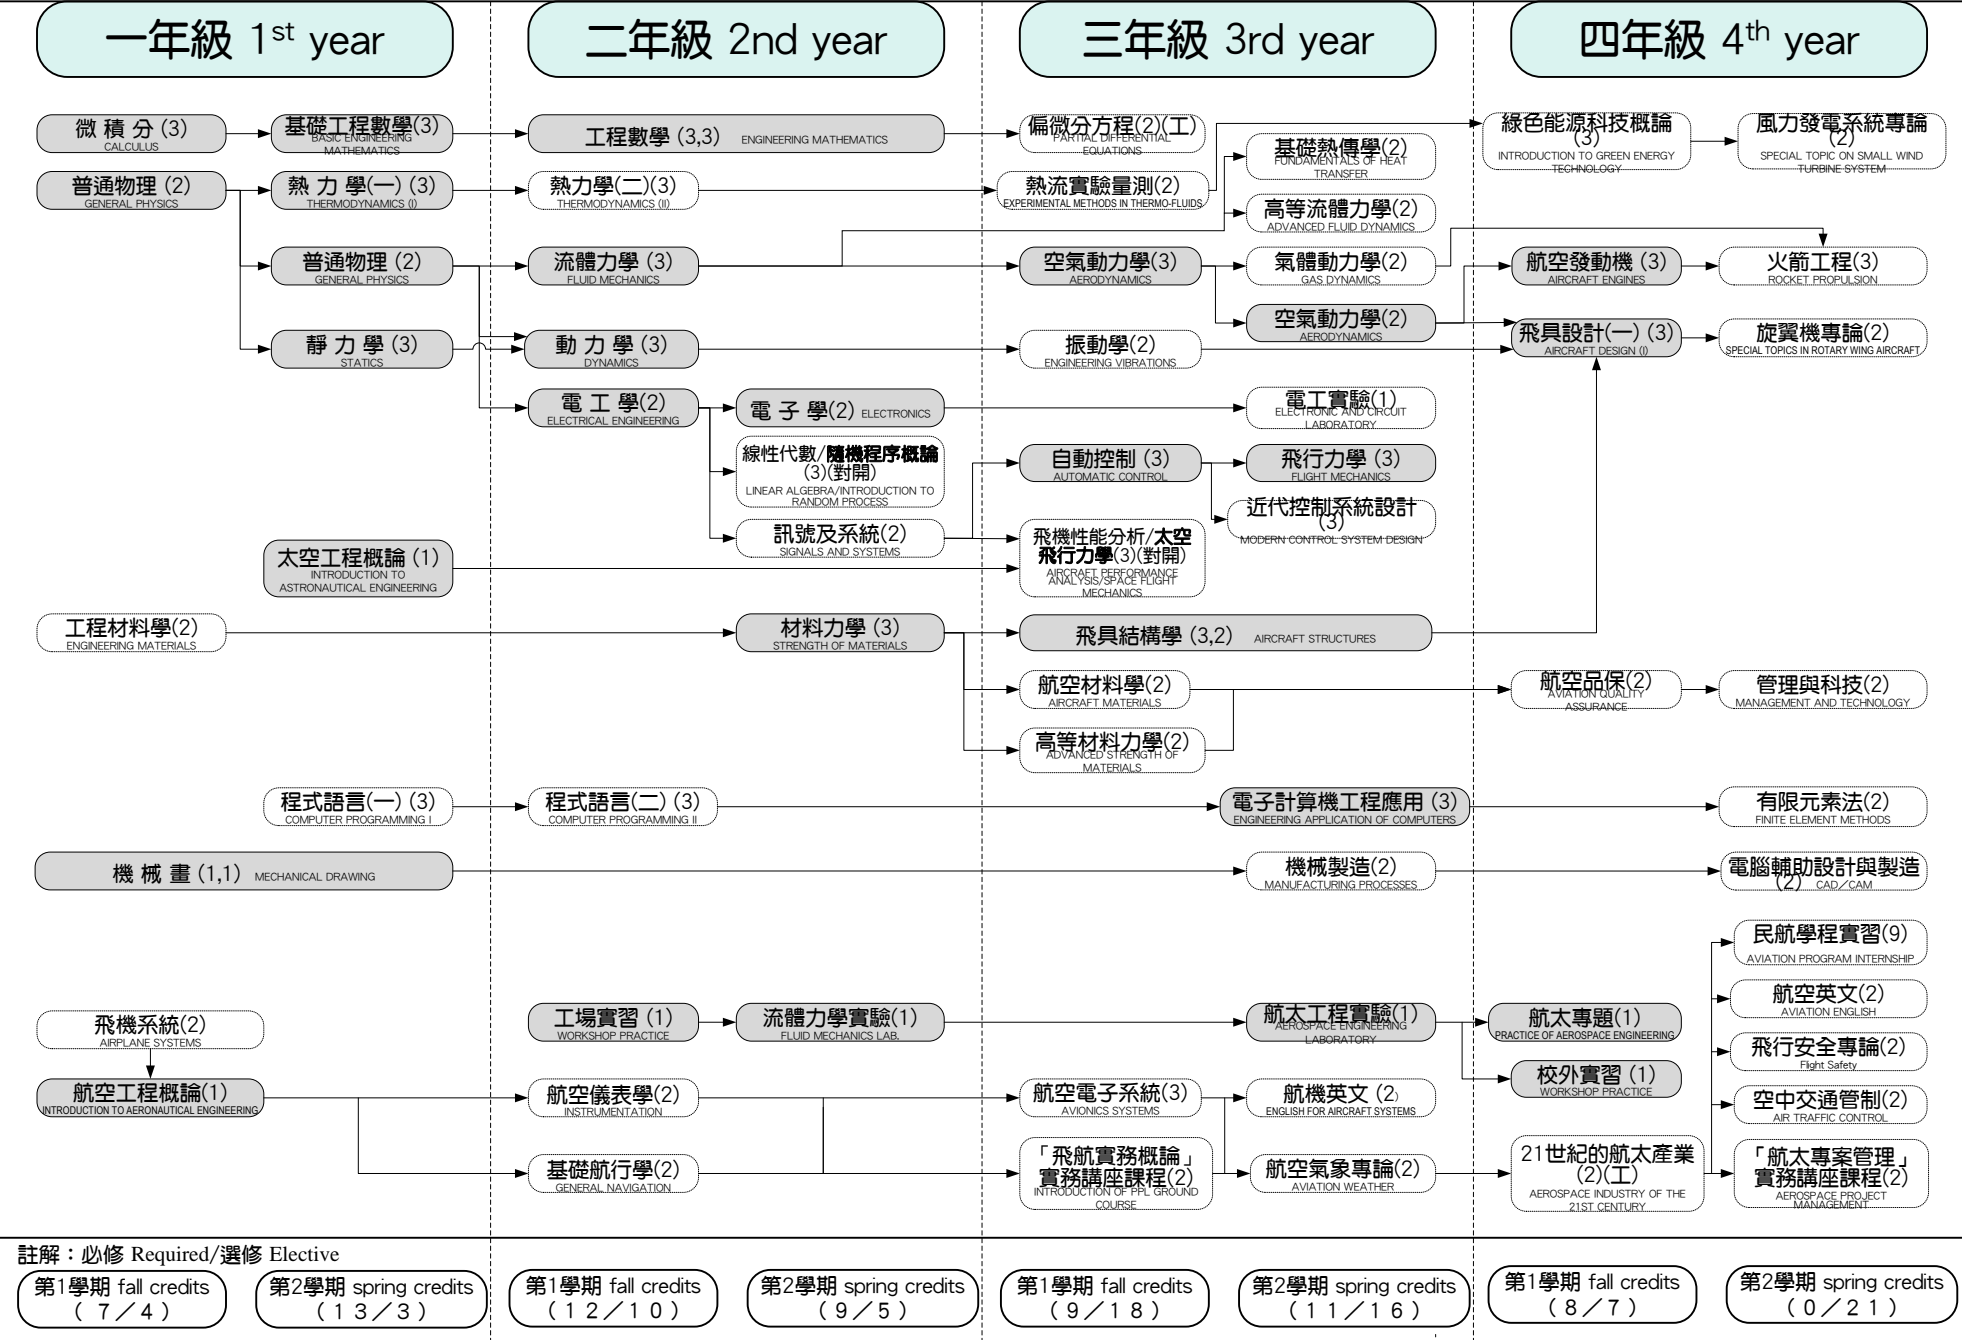 一年級 1st year
二年級 2nd year
三年級 3rd year
四年級 4th year
微 積 分 (3)
CALCULUS
基礎工程數學(3)
BASIC ENGINEERING
MATHEMATICS
工程數學 (3,3) ENGINEERING MATHEMATICS
偏微分方程(2)(工)
PARTIAL DIFFERENTIAL
EQUATIONS
基礎熱傳學(2)
FUNDAMENTALS OF HEAT
TRANSFER
綠色能源科技概論
(3)
INTRODUCTION TO GREEN ENERGY
TECHNOLOGY
風力發電系統專論
(2)
SPECIAL TOPIC ON SMALL WIND
TURBINE SYSTEM
普通物理 (2)
GENERAL PHYSICS
熱 力 學(一) (3)
THERMODYNAMICS (I)
熱力學(二)(3)
THERMODYNAMICS (II)
熱流實驗量測(2)
EXPERIMENTAL METHODS IN THERMO-FLUIDS
高等流體力學(2)
ADVANCED FLUID DYNAMICS
普通物理 (2)
GENERAL PHYSICS
流體力學 (3)
FLUID MECHANICS
空氣動力學(3)
AERODYNAMICS
氣體動力學(2)
GAS DYNAMICS
航空發動機 (3)
AIRCRAFT ENGINES
火箭工程(3)
ROCKET PROPULSION
空氣動力學(2)
AERODYNAMICS
靜 力 學 (3)
STATICS
動 力 學 (3)
DYNAMICS
振動學(2)
ENGINEERING VIBRATIONS
飛具設計(一) (3)
AIRCRAFT DESIGN (I)
旋翼機專論(2)
SPECIAL TOPICS IN ROTARY WING AIRCRAFT
電 工 學(2)
ELECTRICAL ENGINEERING
電 子 學(2) ELECTRONICS
電工實驗(1)
ELECTRONIC AND CIRCUIT
LABORATORY
線性代數/隨機程序概論
(3)(對開)
LINEAR ALGEBRA/INTRODUCTION TO
RANDOM PROCESS
自動控制 (3)
AUTOMATIC CONTROL
飛行力學 (3)
FLIGHT MECHANICS
近代控制系統設計
(3)
MODERN CONTROL SYSTEM DESIGN
訊號及系統(2)
SIGNALS AND SYSTEMS
飛機性能分析/太空
飛行力學(3)(對開)
AIRCRAFT PERFORMANCE
ANALYSIS/SPACE FLIGHT
MECHANICS
太空工程概論 (1)
INTRODUCTION TO
ASTRONAUTICAL ENGINEERING
工程材料學(2)
ENGINEERING MATERIALS
材料力學 (3)
STRENGTH OF MATERIALS
飛具結構學 (3,2) AIRCRAFT STRUCTURES
航空材料學(2)
AIRCRAFT MATERIALS
航空品保(2)
AVIATION QUALITY
ASSURANCE
管理與科技(2)
MANAGEMENT AND TECHNOLOGY
高等材料力學(2)
ADVANCED STRENGTH OF
MATERIALS
程式語言(一) (3)
COMPUTER PROGRAMMING I
程式語言(二) (3)
COMPUTER PROGRAMMING II
電子計算機工程應用 (3)
ENGINEERING APPLICATION OF COMPUTERS
有限元素法(2)
FINITE ELEMENT METHODS
機 械 畫 (1,1) MECHANICAL DRAWING
機械製造(2)
MANUFACTURING PROCESSES
電腦輔助設計與製造
(2) CAD／CAM
民航學程實習(9)
AVIATION PROGRAM INTERNSHIP
飛機系統(2)
AIRPLANE SYSTEMS
工場實習 (1)
WORKSHOP PRACTICE
流體力學實驗(1)
FLUID MECHANICS LAB.
航太工程實驗(1)
AEROSPACE ENGINEERING
LABORATORY
航太專題(1)
PRACTICE OF AEROSPACE ENGINEERING
航空英文(2)
AVIATION ENGLISH
飛行安全專論(2)
Flight Safety
航空工程概論(1)
INTRODUCTION TO AERONAUTICAL ENGINEERING
航空儀表學(2)
INSTRUMENTATION
航空電子系統(3)
AVIONICS SYSTEMS
航機英文 (2)
ENGLISH FOR AIRCRAFT SYSTEMS
校外實習 (1)
WORKSHOP PRACTICE
空中交通管制(2)
AIR TRAFFIC CONTROL
基礎航行學(2)
GENERAL NAVIGATION
「飛航實務概論」
實務講座課程(2)
INTRODUCTION OF PPL GROUND
COURSE
航空氣象專論(2)
AVIATION WEATHER
21世紀的航太產業
(2)(工)
AEROSPACE INDUSTRY OF THE
21ST CENTURY
「航太專案管理」
實務講座課程(2)
AEROSPACE PROJECT
MANAGEMENT
註解：必修 Required/選修 Elective
第1學期 fall credits
（ 7／4 ）
第2學期 spring credits
（ 1 3／3 ）
第1學期 fall credits
（ 1 2／1 0 ）
第2學期 spring credits
（ 9／5 ）
第1學期 fall credits
（ 9／1 8 ）
第2學期 spring credits
（ 1 1／1 6 ）
第1學期 fall credits
（ 8／7 ）
第2學期 spring credits
（ 0／2 1 ）